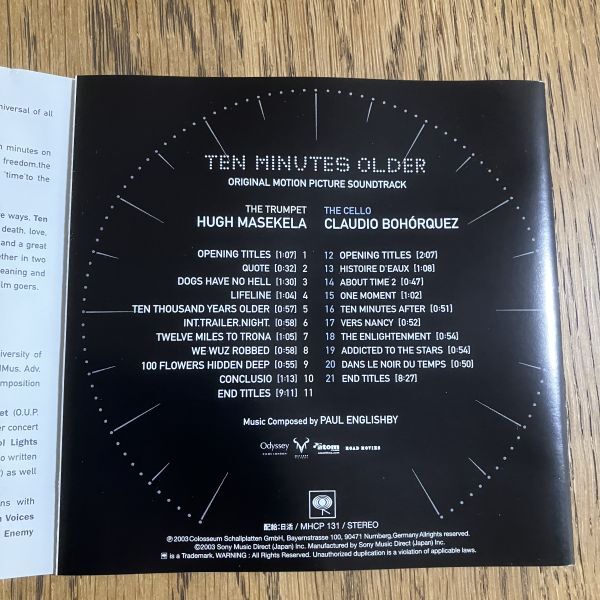 niversal of all
n minutes on
freedom,the
'time'to the
e ways, Ten
death, love,
and a great
ether in two
eaning and
lm goers.
iversity of
MMus. Adv.
mposition
et (O.U.P.
er concert
ol Lights
o written
) as well
ns with
n Voices
Enemy
TEN MINUTES OLDER
ORIGINAL MOTION PICTURE SOUNDTRACK
THE TRUMPET
HUGH MASEKELA
OPENING TITLES [1:07] 1
QUOTE [0:32] 2
DOGS HAVE NO HELL [1:30] 3
LIFELINE [1:04] 4
TEN THOUSAND YEARS OLDER [0:57] 5
INT.TRAILER.NIGHT. [0:58] 6
TWELVE MILES TO TRONA [1:05] 7
WE WUZ ROBBED [0:58] 8
100 FLOWERS HIDDEN DEEP [0:55] 9
CONCLUSIO [1:13] 10
END TITLES [9:11] 11
THE CELLO
CLAUDIO BOHÓRQUEZ
12 OPENING TITLES [2:07]
13 HISTOIRE D'EAUX [1:08]
14 ABOUT TIME 2 [0:47]
15 ONE MOMENT [1:02]
16 TEN MINUTES AFTER [0:51]
17 VERS NANCY [0:52]
18 THE ENLIGHTENMENT [0:54]
19 ADDICTED TO THE STARS [0:54]
20 DANS LE NOIR DU TEMPS [0:50]
21 END TITLES [8:27]
Music Composed by PAUL ENGLISHBY
Odyssey
atom
ROAD MOVIES
配給:日活 / MHCP 131 / STEREO
℗ 2003 Colosseum Schallplatten GmbH, Bayernstrasse 100, 90471 Nurnberg,Germany.Allrights reserved.
©2003 Sony Music Direct (Japan) Inc. Manufactured by Sony Music Direct (Japan) Inc.
is a Trademark. WARNING : All Rights Reserved. Unauthorized duplication is a violation of applicable laws.